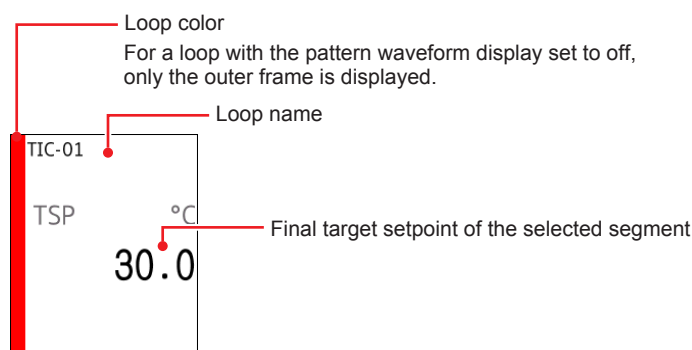 Loop color
For a loop with the pattern waveform display set to off,
only the outer frame is displayed.
Loop name
TIC-01
TSP °C
Final target setpoint of the selected segment
30.0